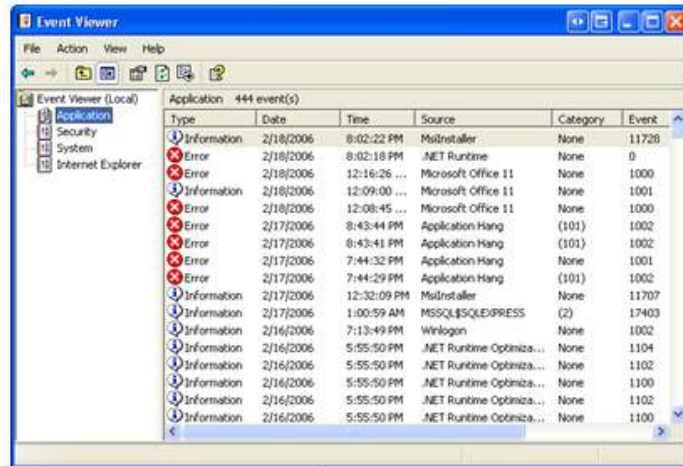 Event Viewer
File Action View Help
Event Viewer (Local)
Application
Security
System
Internet Explorer
Application 444 event(s)
Type Date Time Source Category Event
Information 2/18/2006 8:02:22 PM MsiInstaller None 11728
Error 2/18/2006 8:02:18 PM .NET Runtime None 0
Error 2/18/2006 12:16:26 ... Microsoft Office 11 None 1000
Information 2/18/2006 12:09:00 ... Microsoft Office 11 None 1001
Error 2/18/2006 12:08:45 ... Microsoft Office 11 None 1000
Error 2/17/2006 8:43:44 PM Application Hang (101) 1002
Error 2/17/2006 8:43:41 PM Application Hang (101) 1002
Error 2/17/2006 7:44:32 PM Application Hang None 1001
Error 2/17/2006 7:44:29 PM Application Hang (101) 1002
Information 2/17/2006 12:32:09 PM MsiInstaller None 11707
Information 2/17/2006 1:00:59 AM MSSQL$SQLEXPRESS (2) 17403
Information 2/16/2006 7:13:49 PM Winlogon None 1002
Information 2/16/2006 5:55:50 PM .NET Runtime Optimiza... None 1104
Information 2/16/2006 5:55:50 PM .NET Runtime Optimiza... None 1102
Information 2/16/2006 5:55:50 PM .NET Runtime Optimiza... None 1100
Information 2/16/2006 5:55:50 PM .NET Runtime Optimiza... None 1102
Information 2/16/2006 5:55:50 PM .NET Runtime Optimiza... None 1100